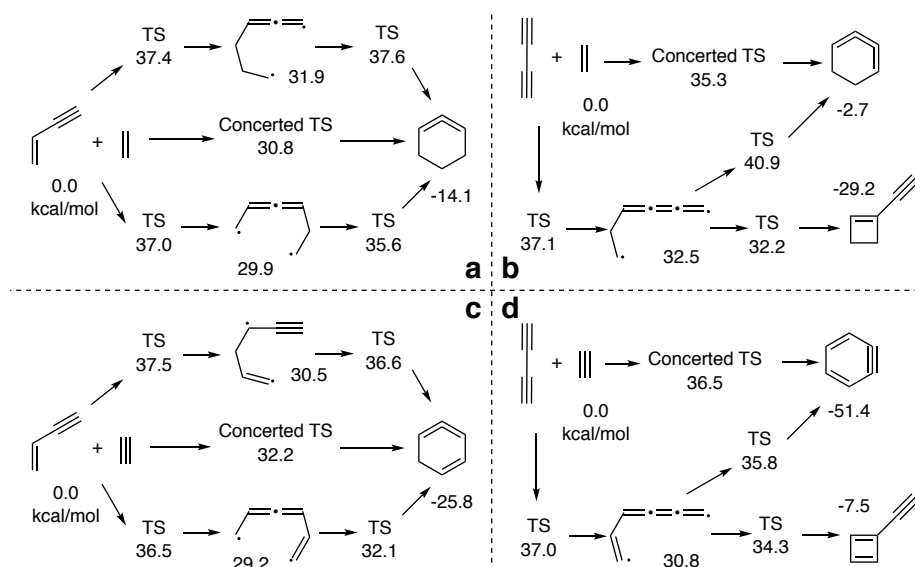 TS
37.4
31.9
TS
37.6
+
Concerted TS
30.8
0.0
kcal/mol
TS
37.0
29.9
TS
35.6
-14.1
a
+
0.0
kcal/mol
Concerted TS
35.3
-2.7
TS
40.9
TS
37.1
32.5
TS
32.2
-29.2
b
c
TS
37.5
30.5
TS
36.6
+
Concerted TS
32.2
0.0
kcal/mol
TS
36.5
29.2
TS
32.1
-25.8
d
+
0.0
kcal/mol
Concerted TS
36.5
-51.4
TS
35.8
TS
37.0
30.8
TS
34.3
-7.5